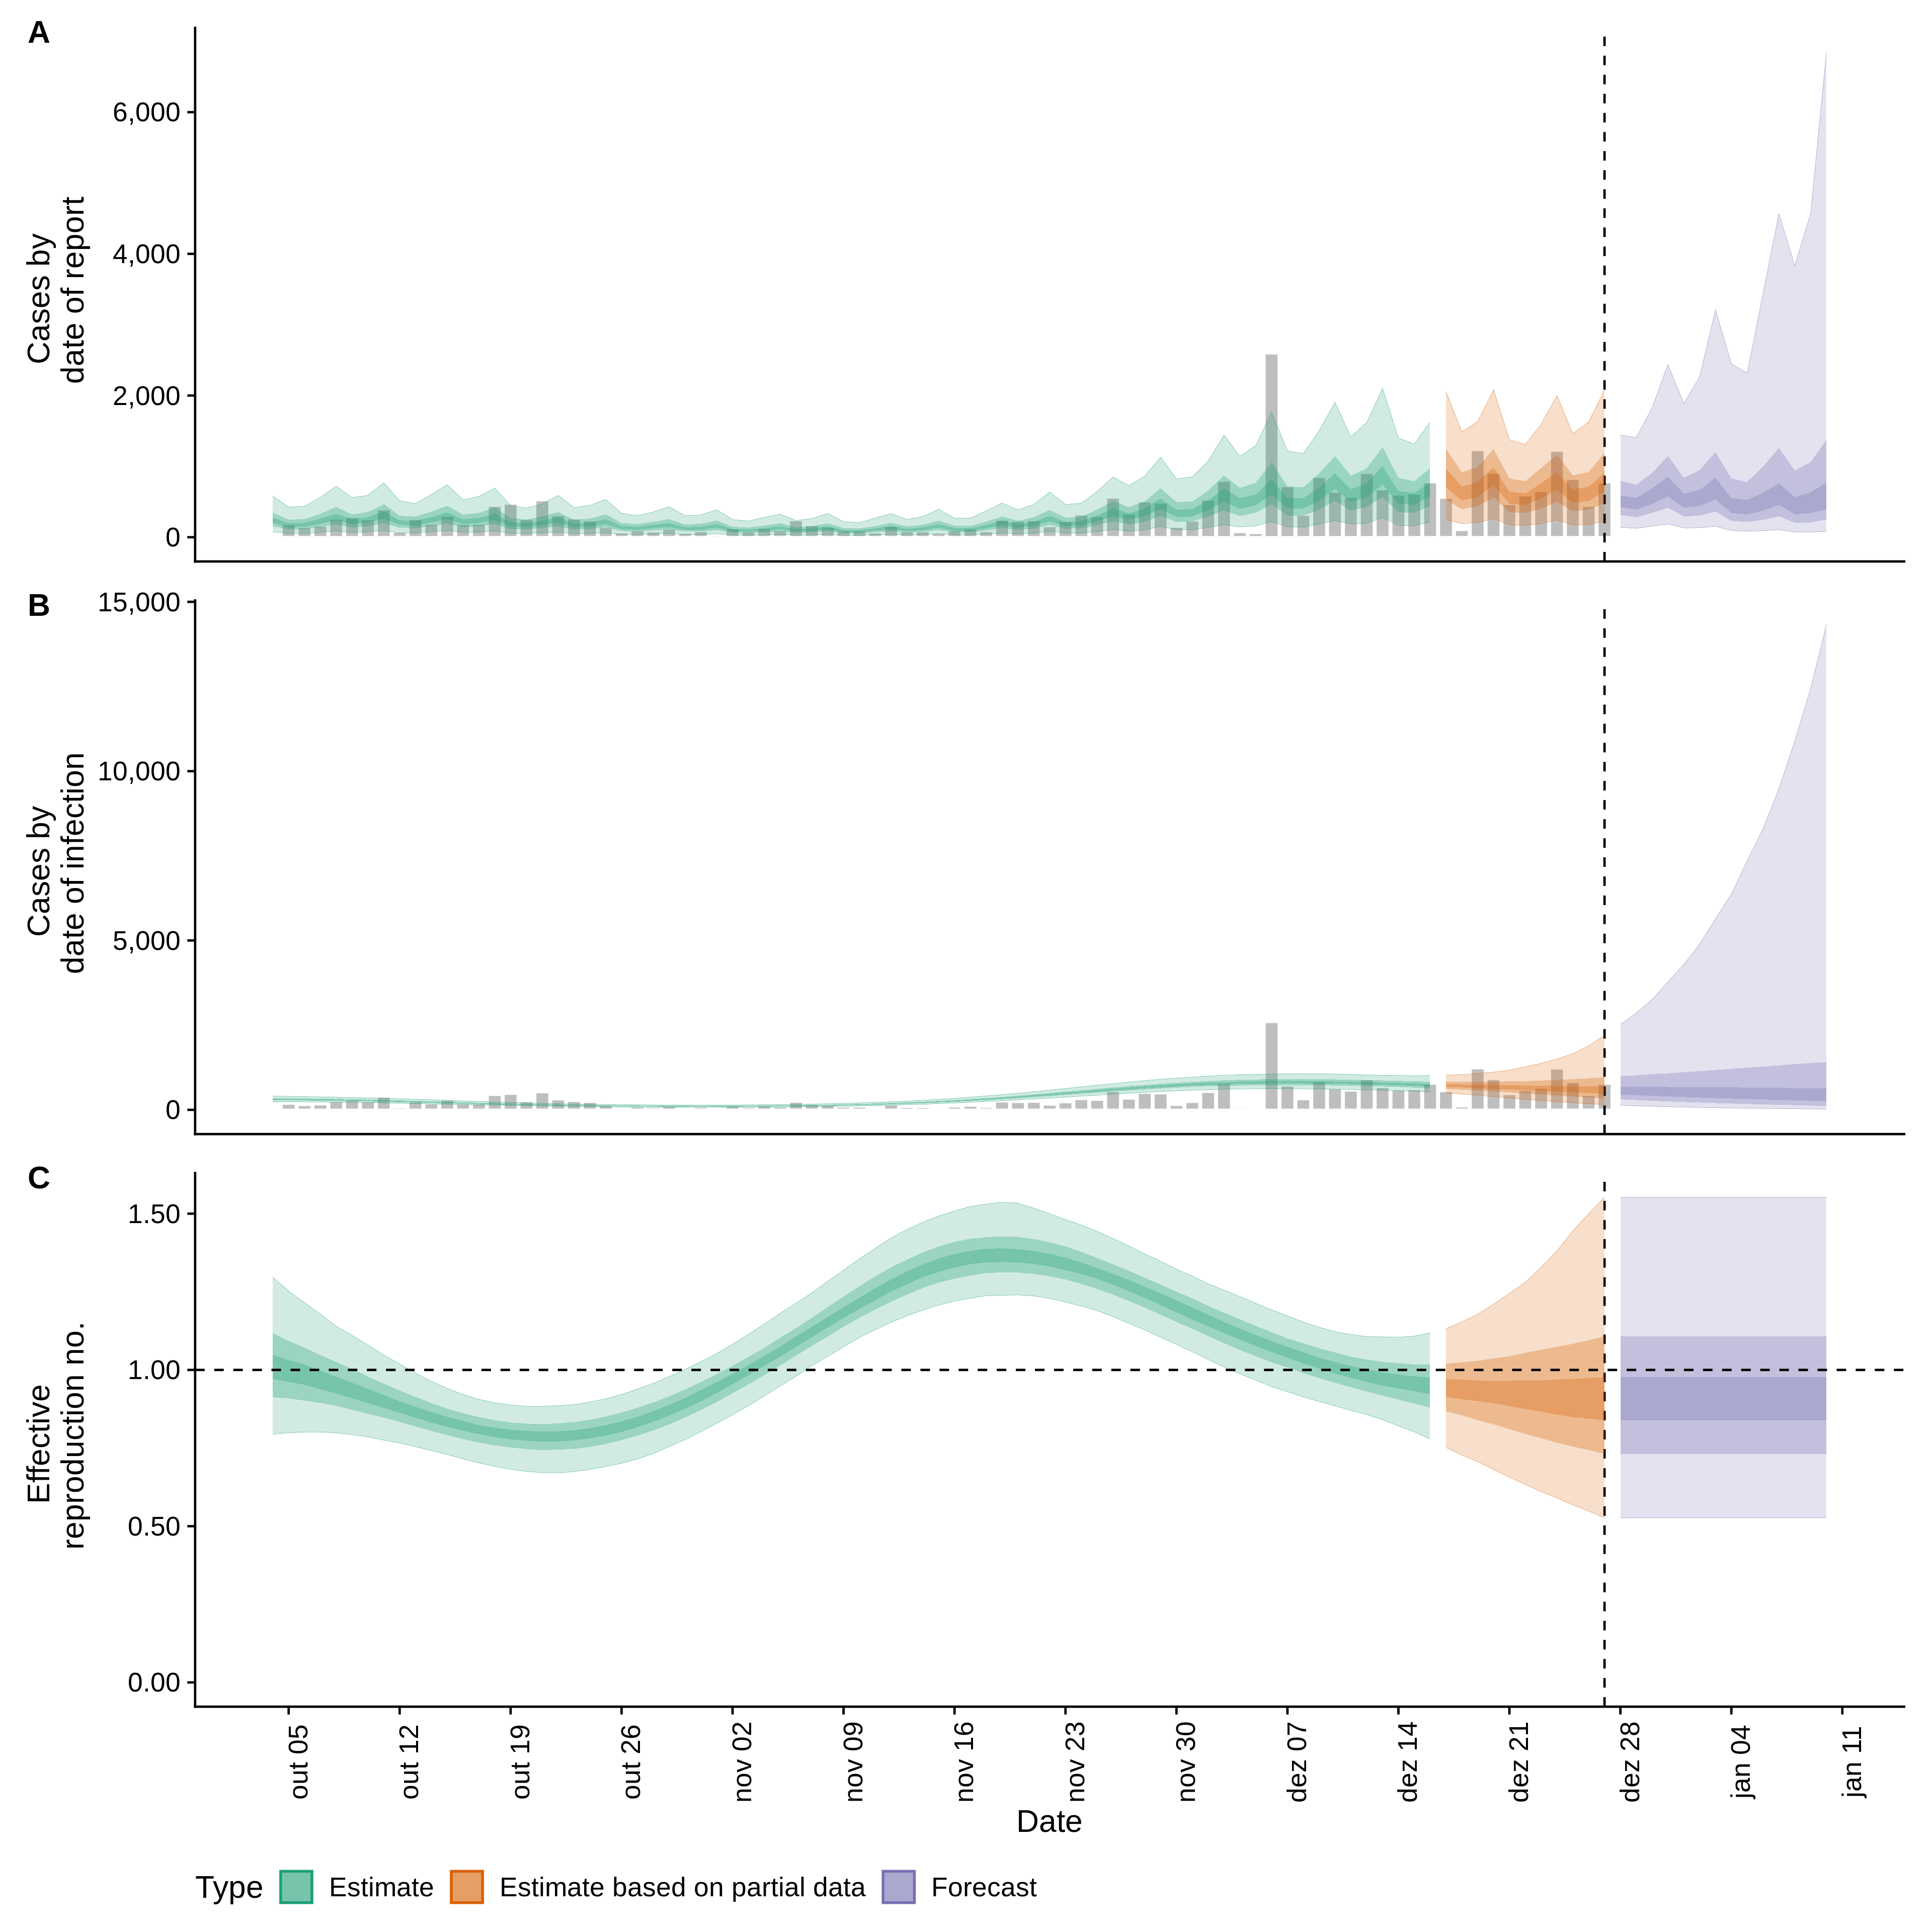 A
Cases by
date of report
6,000
4,000
2,000
0
B
Cases by
date of infection
15,000
10,000
5,000
0
C
Effective
reproduction no.
1.50
1.00
0.50
0.00
out 05
out 12
out 19
out 26
nov 02
nov 09
nov 16
nov 23
nov 30
dez 07
dez 14
dez 21
dez 28
jan 04
jan 11
Date
Type Estimate Estimate based on partial data Forecast